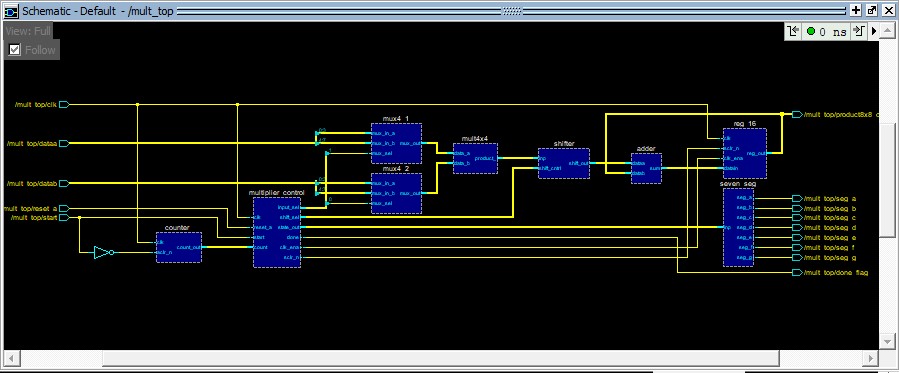 Schematic - Default - /mult_top
View: Full
Follow
0 ns
/mult_top/clk
/mult_top/dataa
/mult_top/datab
mult_top/reset_a
/mult_top/start
counter
clk
sclr_n
count_out
multiplier_control
clk
reset_a
start
count
input_sel
shift_sel
state_out
done
clk_ena
sclr_n
mux4_1
mux_in_a
mux_in_b
mux_sel
mux_out
mux4_2
mux_in_a
mux_in_b
mux_sel
mux_out
mult4x4
data_a
data_b
product
shifter
inp
shift_cntrl
shift_out
adder
dataa
datab
sum
reg_16
clk
sclr_n
clk_ena
datain
reg_out
seven_seg
inp
seg_a
seg_b
seg_c
seg_d
seg_e
seg_f
seg_g
/mult_top/product8x8_o
/mult_top/seg_a
/mult_top/seg_b
/mult_top/seg_c
/mult_top/seg_d
/mult_top/seg_e
/mult_top/seg_f
/mult_top/seg_g
/mult_top/done_flag